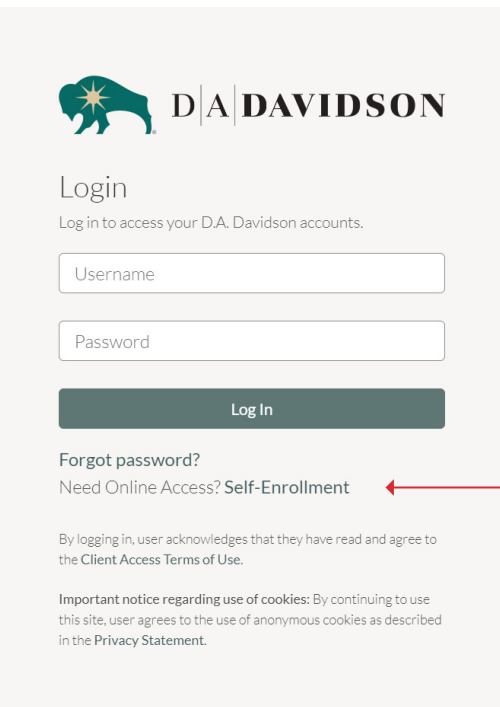 D|A|DAVIDSON
Login
Log in to access your D.A. Davidson accounts.
Username
Password
Log In
Forgot password?
Need Online Access? Self-Enrollment
By logging in, user acknowledges that they have read and agree to
the Client Access Terms of Use.
Important notice regarding use of cookies: By continuing to use
this site, user agrees to the use of anonymous cookies as described
in the Privacy Statement.